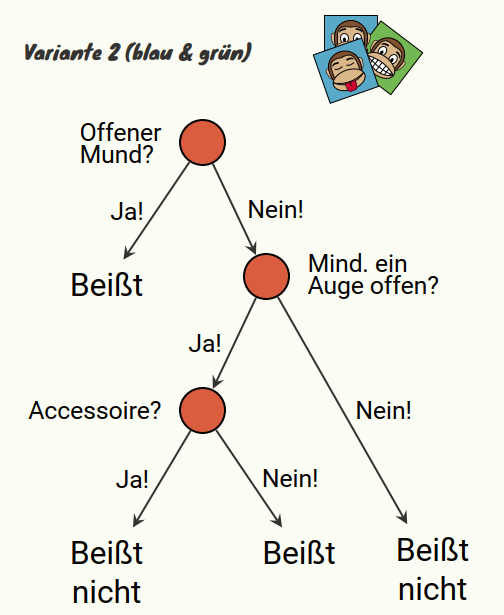 Variante 2 (blau & grün)
Offener
Mund?
Ja!
Nein!
Beißt
Mind. ein
Auge offen?
Ja!
Nein!
Accessoire?
Ja!
Nein!
Beißt
nicht
Beißt
Beißt
nicht